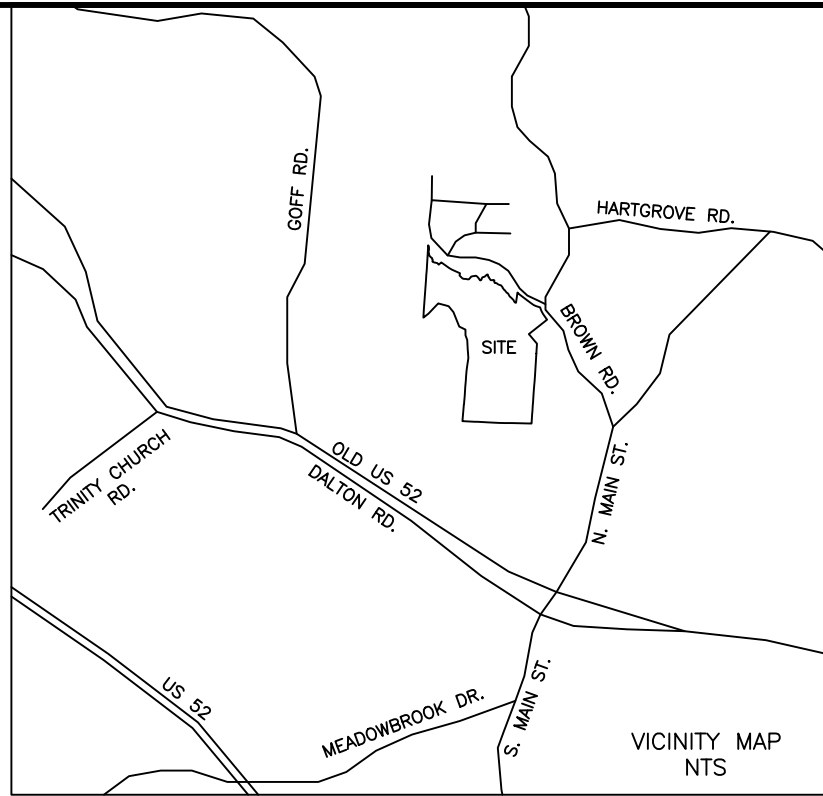 GOFF RD.
HARTGROVE RD.
BROWN RD.
SITE
TRINITY CHURCH
RD.
OLD US 52
DALTON RD.
N. MAIN ST.
US 52
MEADOWBROOK DR.
S. MAIN ST.
VICINITY MAP
NTS